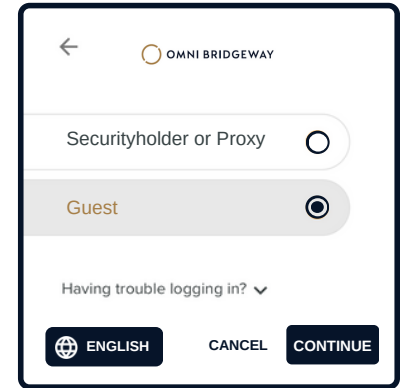 OMNI BRIDGEWAY
Securityholder or Proxy
Guest
Having trouble logging in?
ENGLISH CANCEL CONTINUE